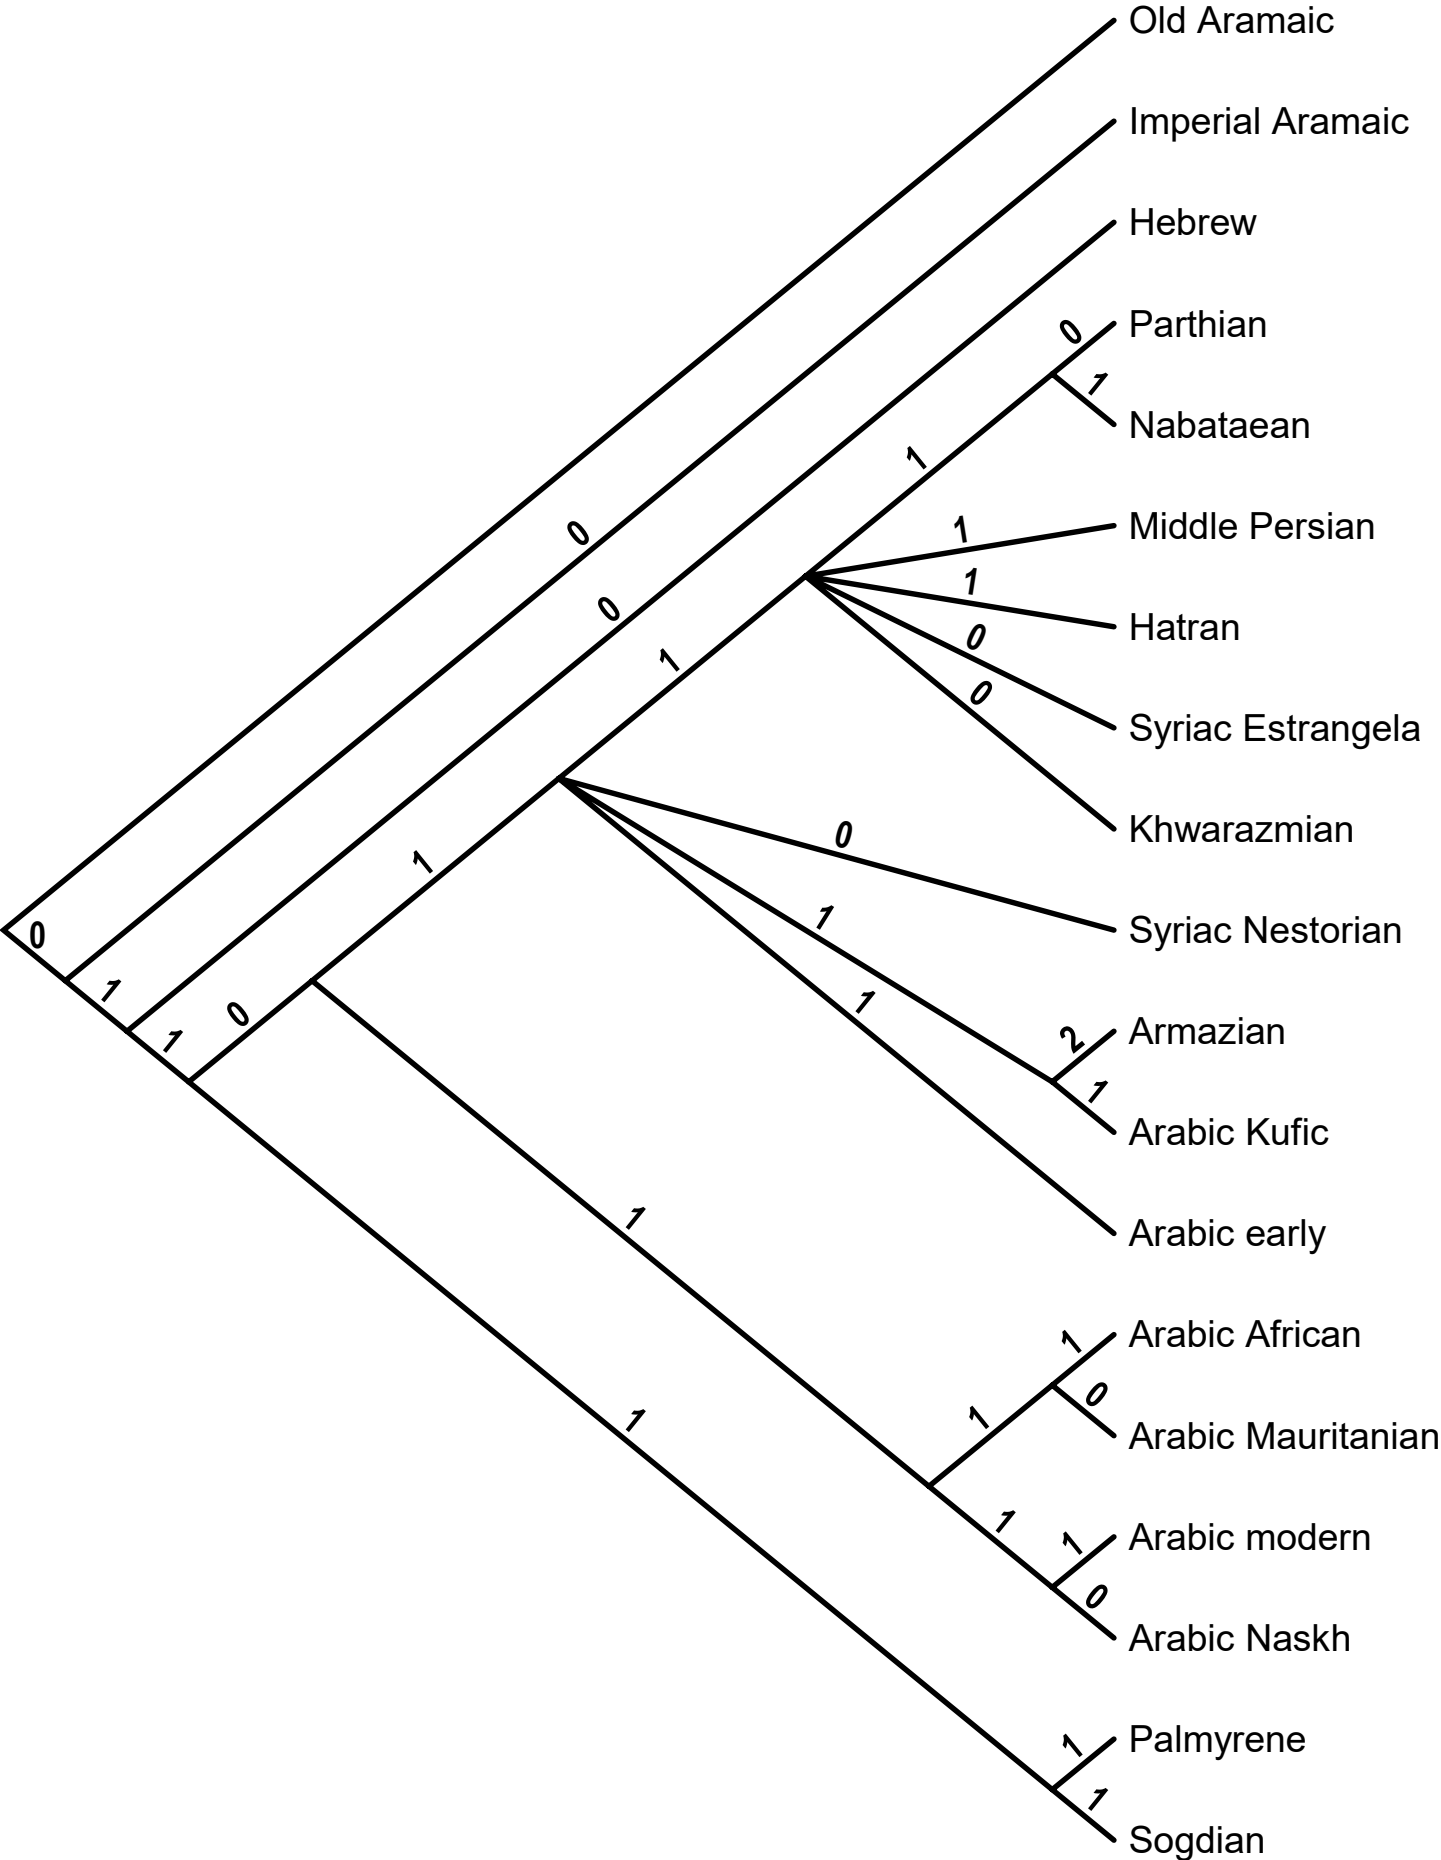 Old Aramaic
Imperial Aramaic
Hebrew
0
Parthian
1
Nabataean
1
1
Middle Persian
0
1
Hatran
0
0
Syriac Estrangela
1
0
Khwarazmian
0
1
1
Syriac Nestorian
0
1
1
0
2
Armazian
1
1
Arabic Kufic
1
Arabic early
1
Arabic African
0
1
1
Arabic Mauritanian
1
1
Arabic modern
0
Arabic Naskh
1
Palmyrene
1
Sogdian